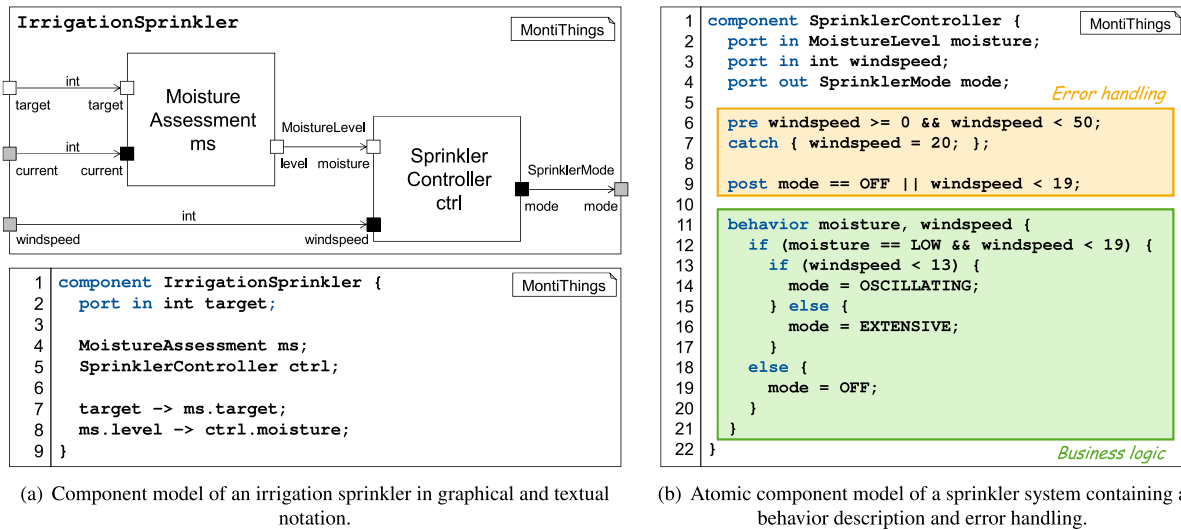 IrrigationSprinkler
MontiThings
int
target
target
Moisture
Assessment
ms
int
current
current
MoistureLevel
level
moisture
Sprinkler
Controller
ctrl
SprinklerMode
mode
mode
int
windspeed
windspeed
MontiThings
1 component IrrigationSprinkler {
2 port in int target;
3
4 MoistureAssessment ms;
5 SprinklerController ctrl;
6
7 target -> ms.target;
8 ms.level -> ctrl.moisture;
9 }
(a) Component model of an irrigation sprinkler in graphical and textual
notation.
MontiThings
1 component SprinklerController {
2 port in MoistureLevel moisture;
3 port in int windspeed;
4 port out SprinklerMode mode;
5
Error handling
6 pre windspeed >= 0 && windspeed < 50;
7 catch { windspeed = 20; };
8
9 post mode == OFF || windspeed < 19;
10
11 behavior moisture, windspeed {
12 if (moisture == LOW && windspeed < 19) {
13 if (windspeed < 13) {
14 mode = OSCILLATING;
15 } else {
16 mode = EXTENSIVE;
17 }
18 else {
19 mode = OFF;
20 }
21 }
22 }
Business logic
(b) Atomic component model of a sprinkler system containing a
behavior description and error handling.